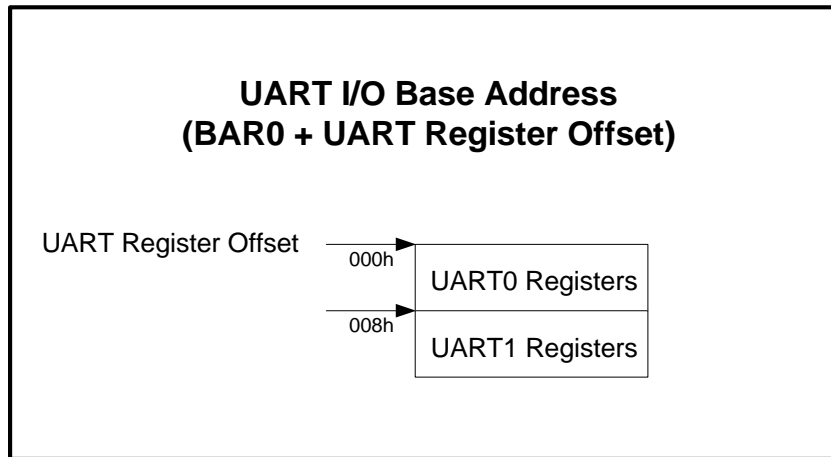 UART I/O Base Address
(BAR0 + UART Register Offset)
UART Register Offset
000h
UART0 Registers
008h
UART1 Registers